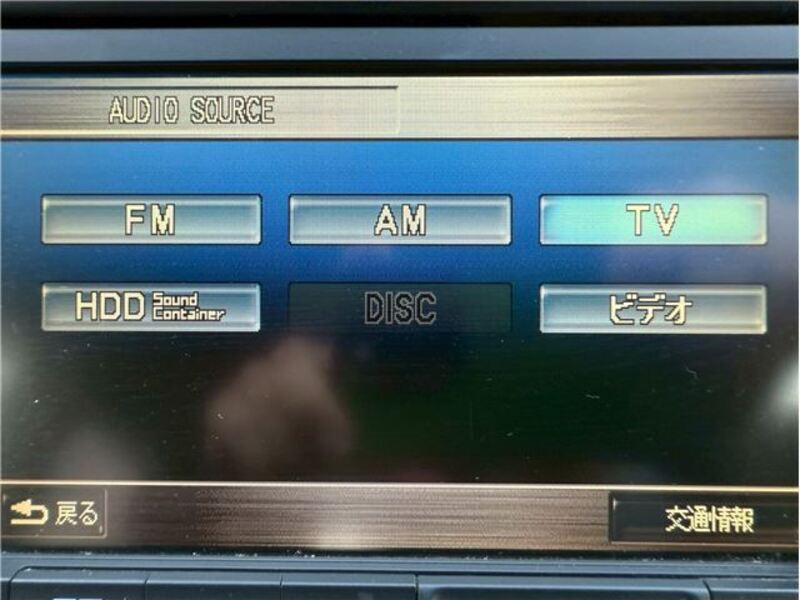 AUDIO SOURCE
FM
AM
TV
HDD Sound Container
DISC
ビデオ
戻る
交通情報